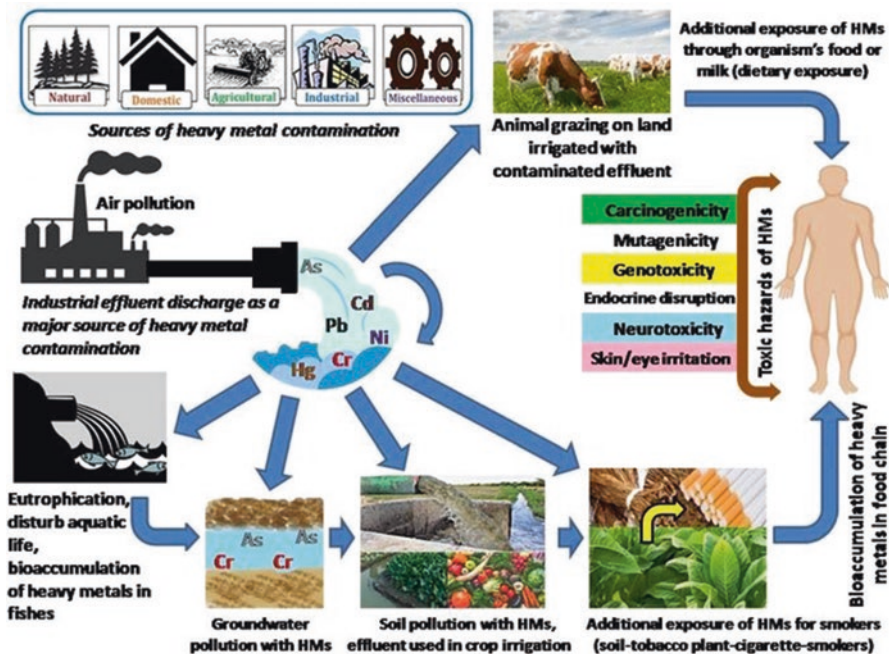 Natural
Domestic
Agricultural
Industrial
Miscellaneous
Sources of heavy metal contamination
Additional exposure of HMs
through organism's food or
milk (dietary exposure)
Animal grazing on land
irrigated with
contaminated effluent
Air pollution
Industrial effluent discharge as a
major source of heavy metal
contamination
As
Cd
Pb
Ni
Cr
Hg
Carcinogenicity
Mutagenicity
Genotoxicity
Endocrine disruption
Neurotoxicity
Skin/eye irritation
Toxic hazards of HMs
Eutrophication,
disturb aquatic
life,
bioaccumulation
of heavy metals in
fishes
As
As
Cr
Cr
Groundwater
pollution with HMs
Soil pollution with HMs,
effluent used in crop irrigation
Additional exposure of HMs for smokers
(soil-tobacco plant-cigarette-smokers)
Bioaccumulation of heavy
metals in food chain